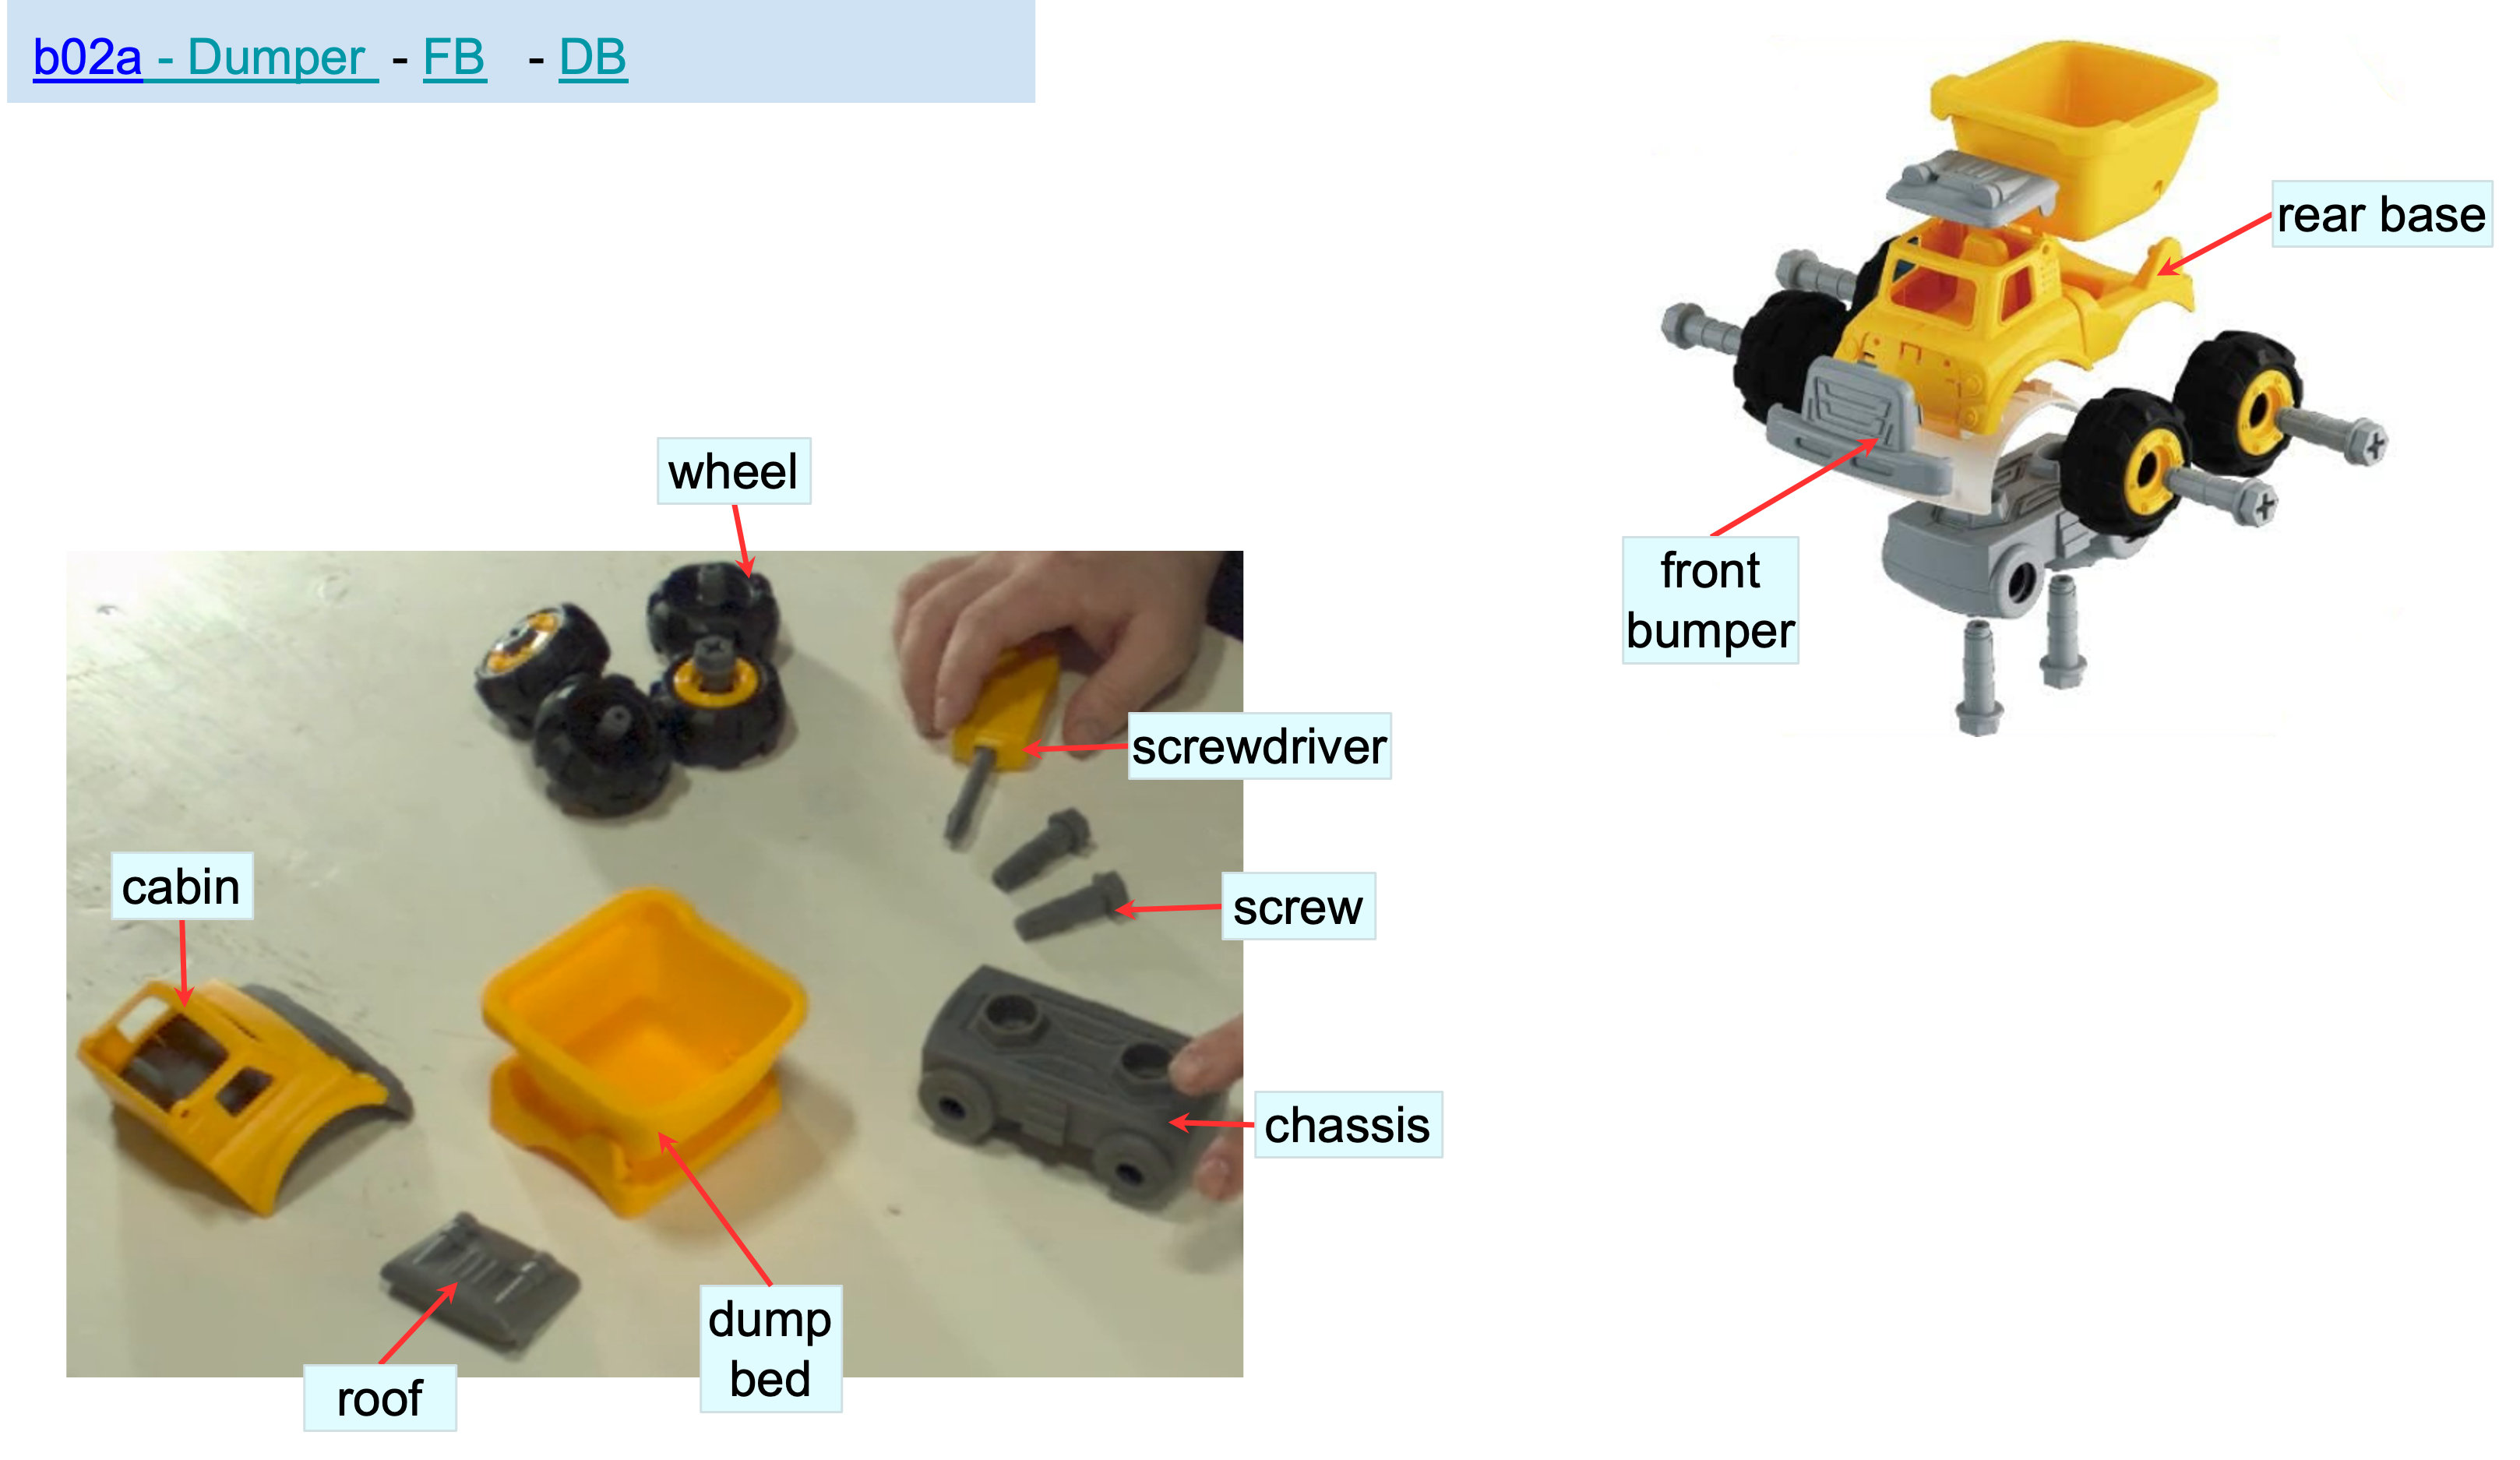 b02a - Dumper - FB - DB
rear base
wheel
front
bumper
screwdriver
cabin
screw
chassis
dump
bed
roof